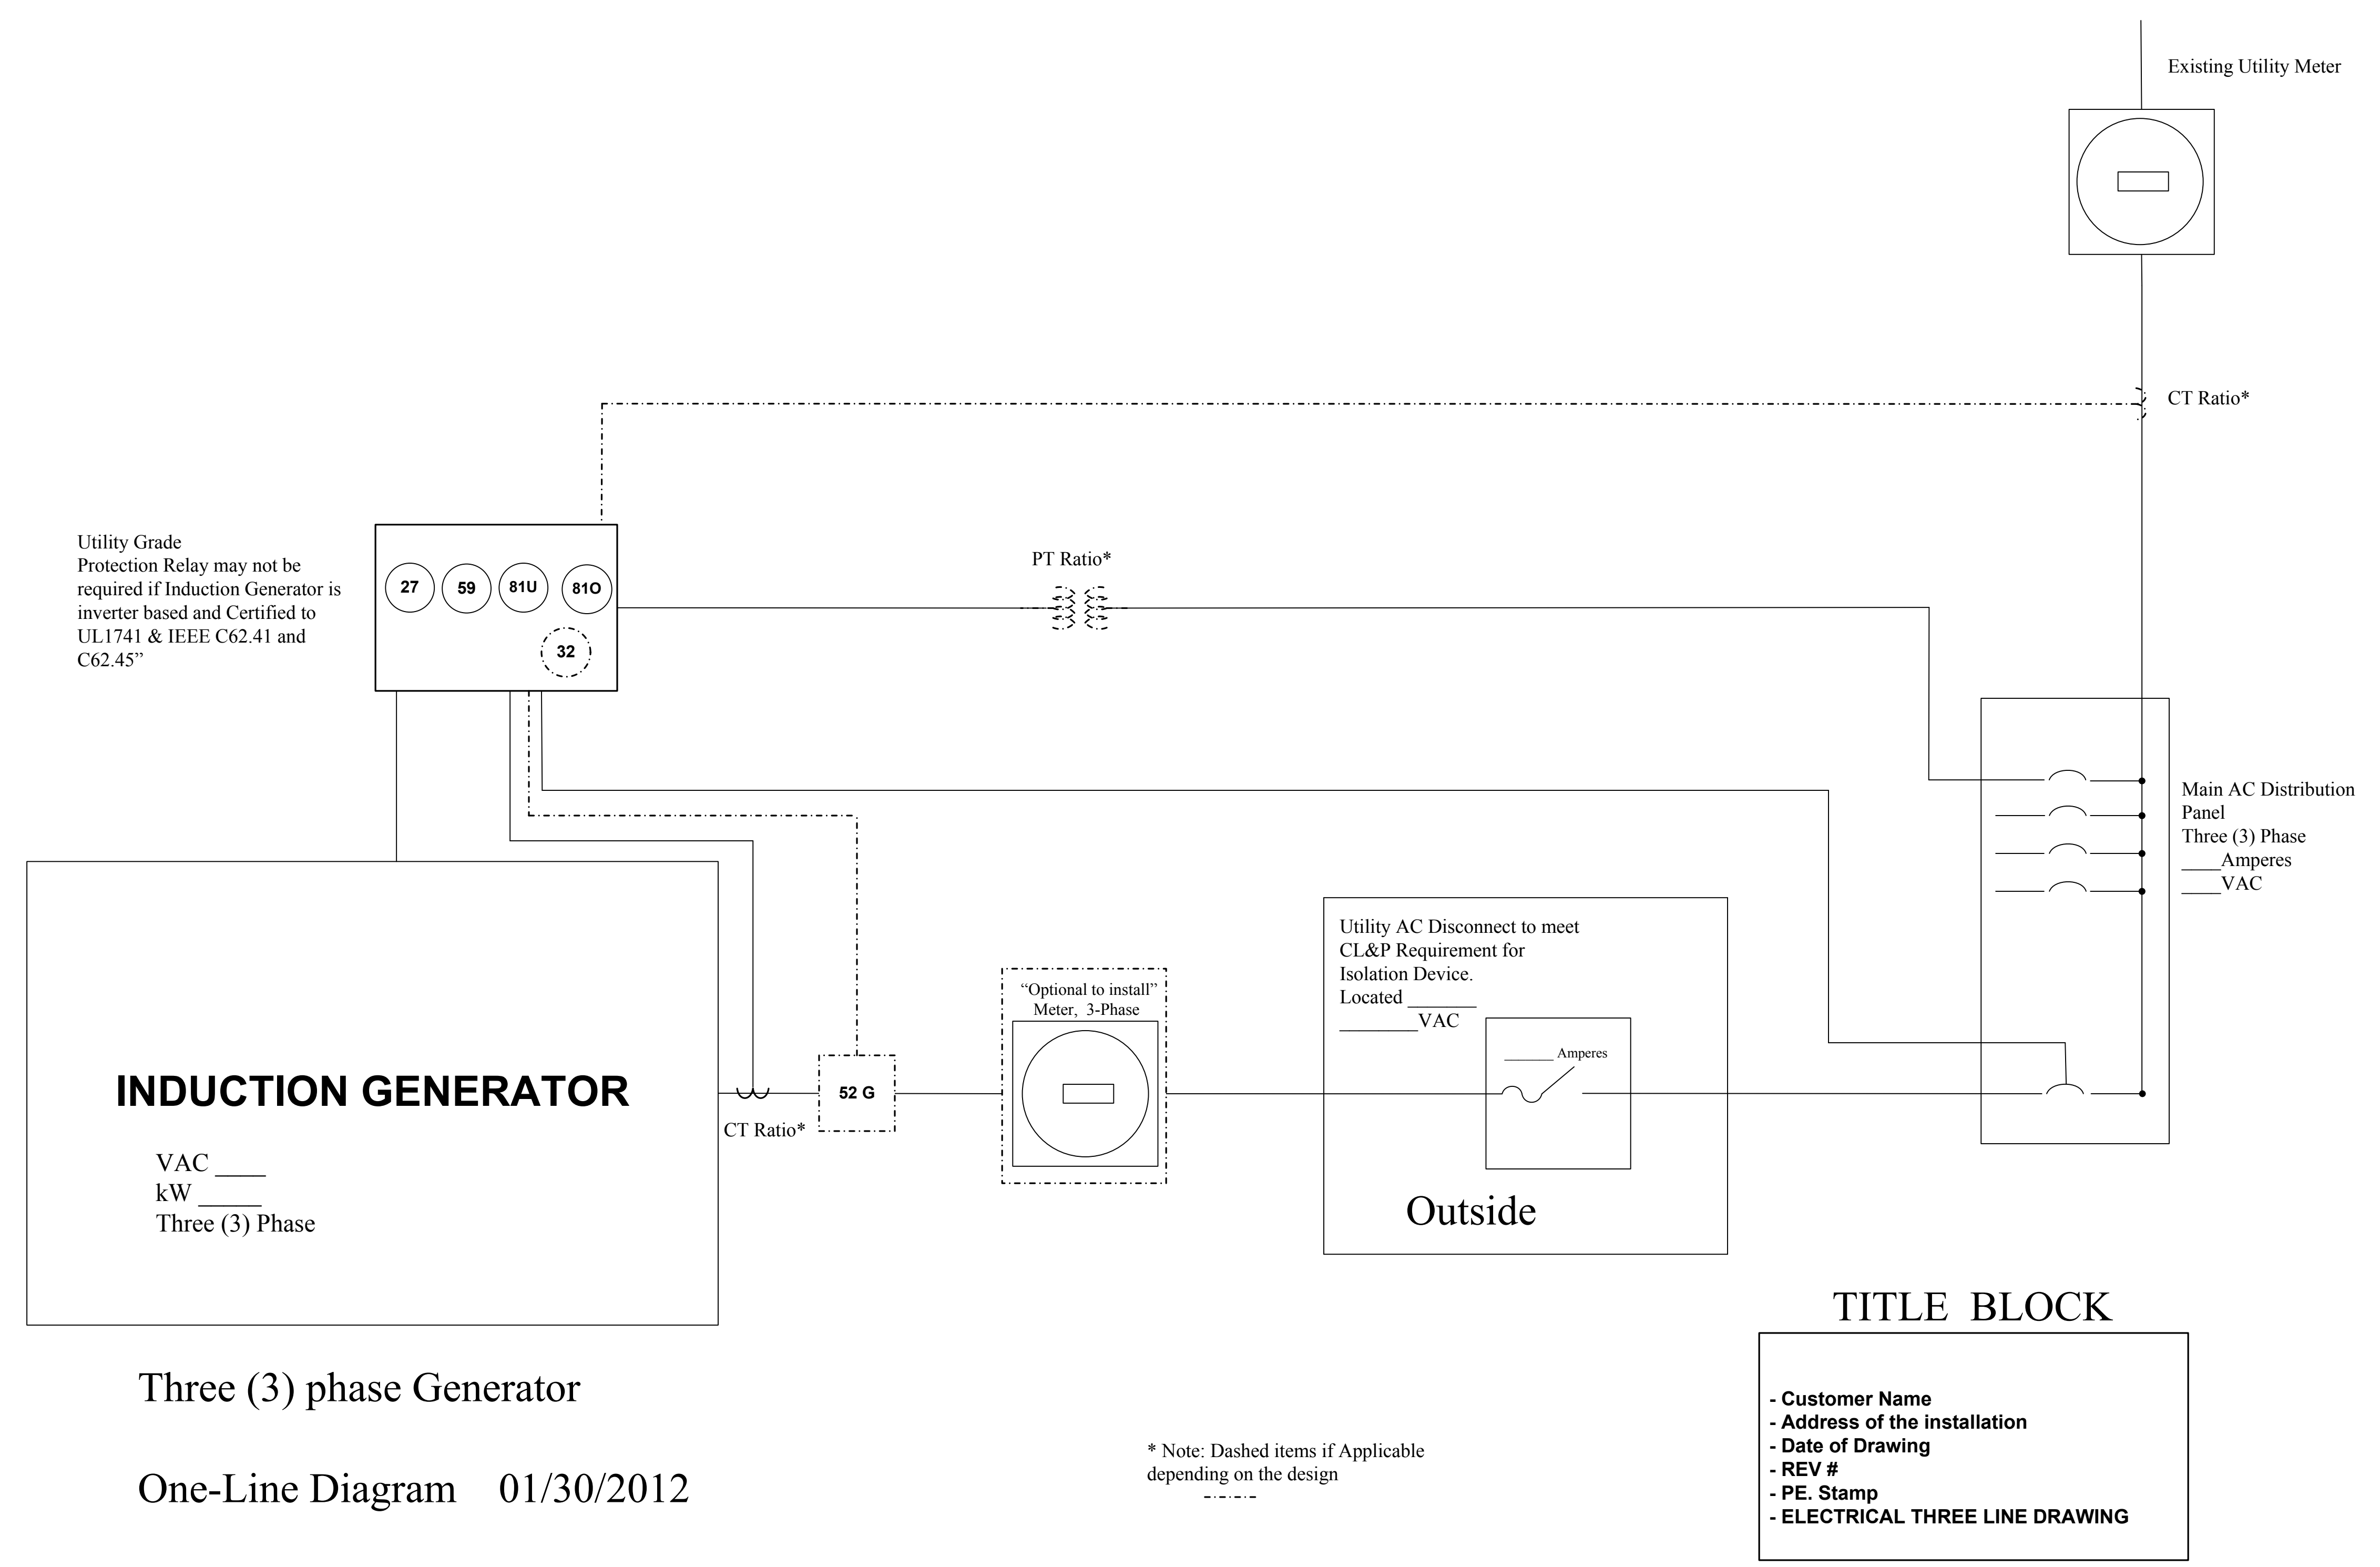 Existing Utility Meter
CT Ratio*
Utility Grade
Protection Relay may not be
required if Induction Generator is
inverter based and Certified to
UL1741 & IEEE C62.41 and
C62.45”
27
59
81U
81O
32
PT Ratio*
Main AC Distribution
Panel
Three (3) Phase
____Amperes
____VAC
Utility AC Disconnect to meet
CL&P Requirement for
Isolation Device.
Located _______
________VAC
_______ Amperes
Outside
“Optional to install”
Meter, 3-Phase
52 G
CT Ratio*
INDUCTION GENERATOR
VAC ____
kW _____
Three (3) Phase
Three (3) phase Generator
One-Line Diagram 01/30/2012
* Note: Dashed items if Applicable
depending on the design
TITLE BLOCK
- Customer Name
- Address of the installation
- Date of Drawing
- REV #
- PE. Stamp
- ELECTRICAL THREE LINE DRAWING